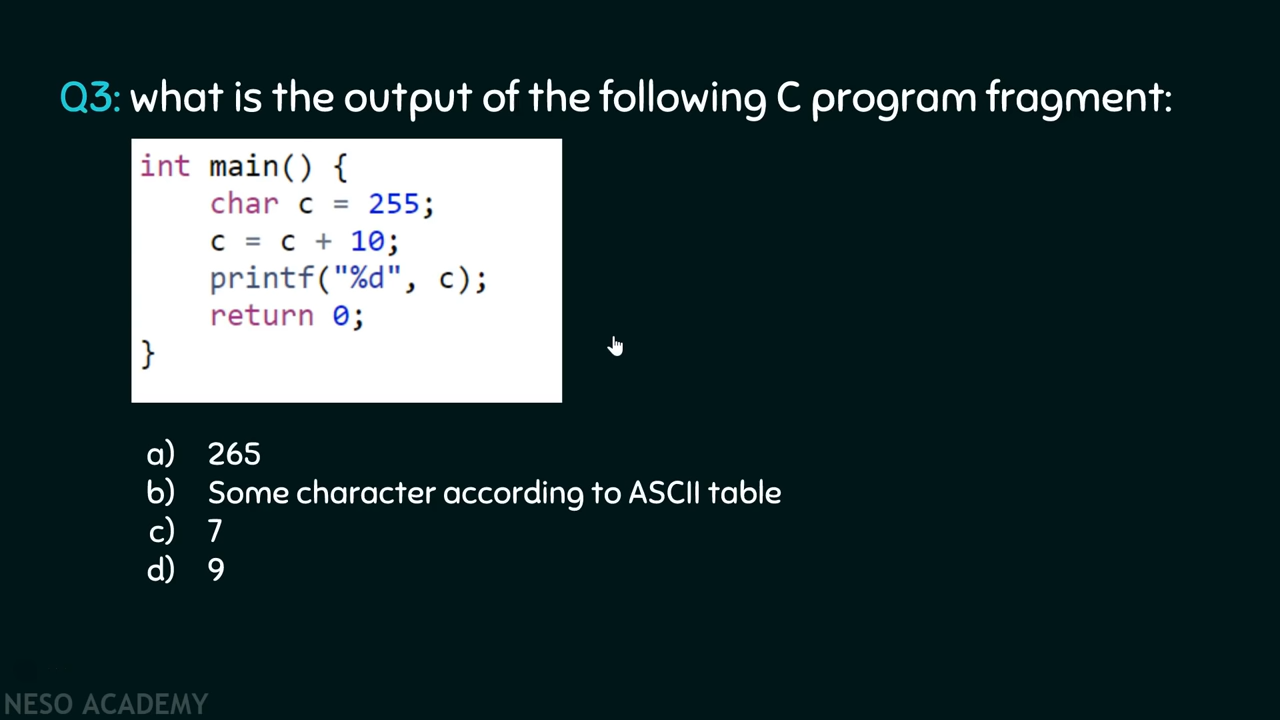 Q3: what is the output of the following C program fragment:
int main() {
char c = 255;
c = c + 10;
printf("%d", c);
return 0;
}
a) 265
b) Some character according to ASCII table
c) 7
d) 9
NESO ACADEMY